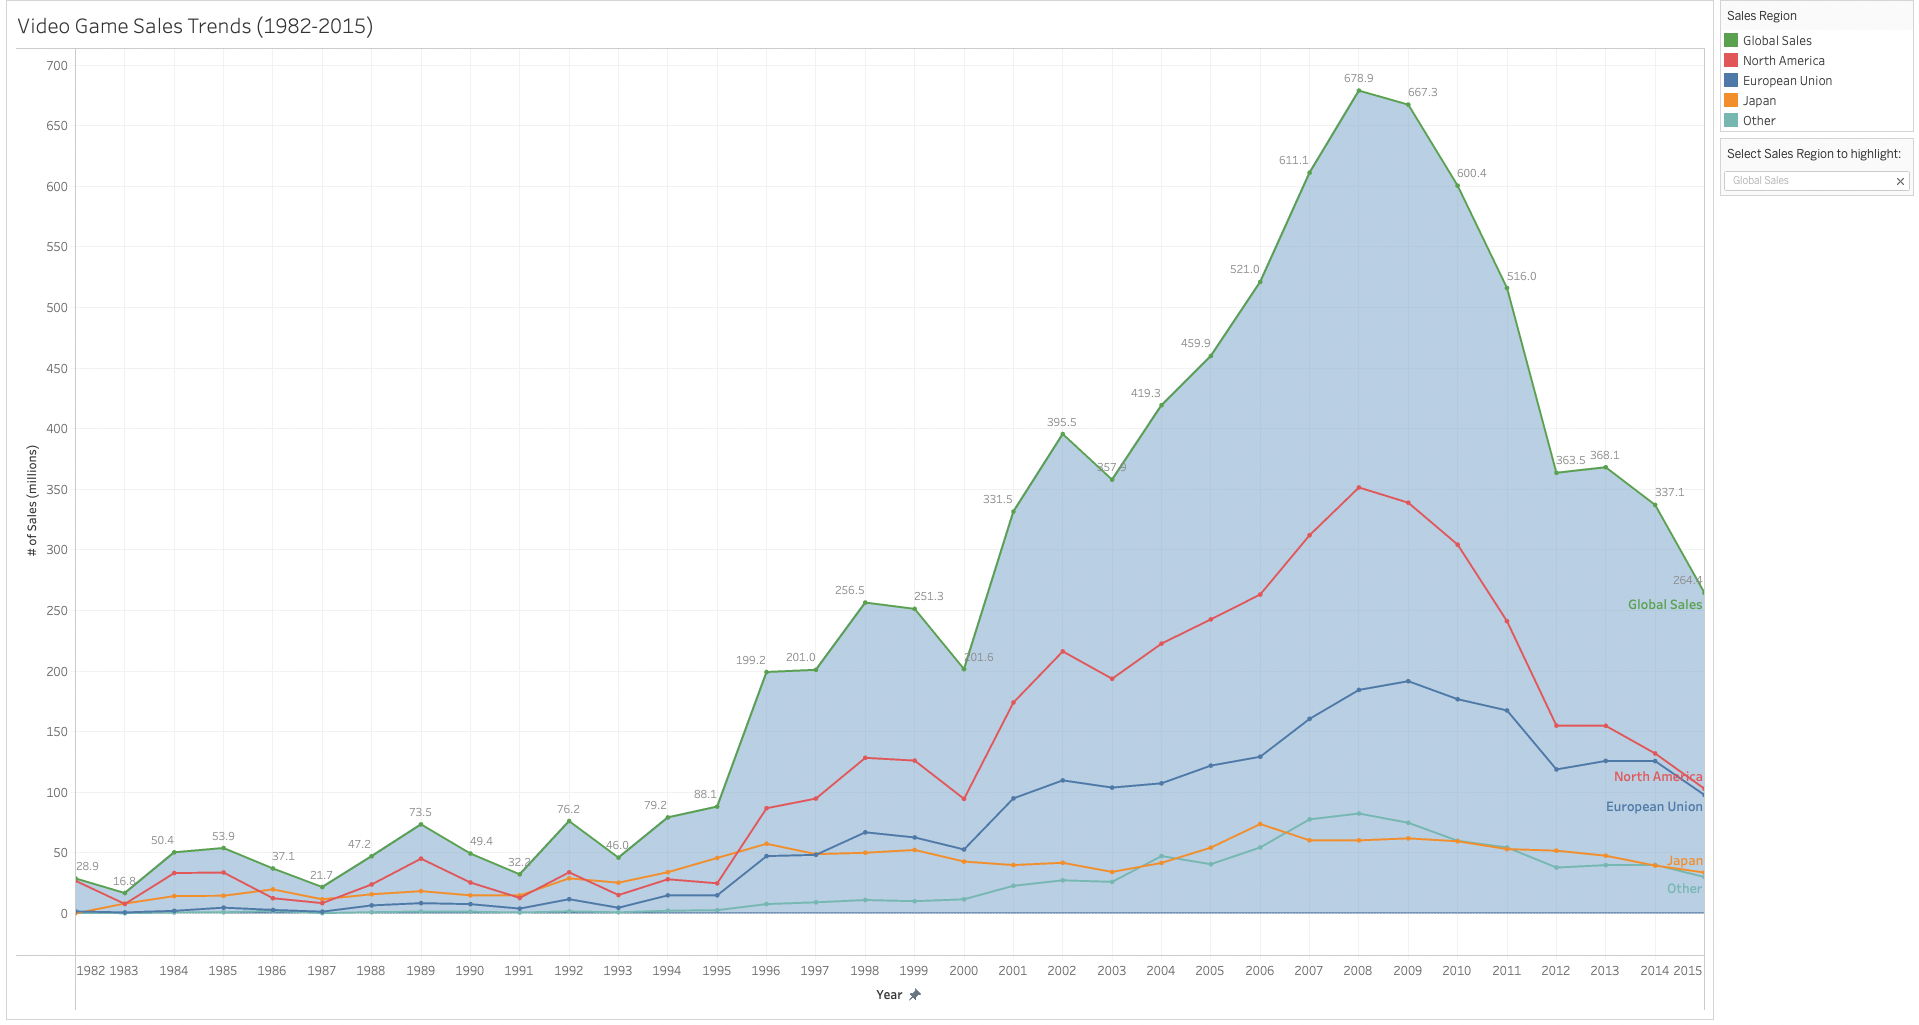 Video Game Sales Trends (1982-2015)
700
650
600
550
500
450
400
350
300
250
200
150
100
50
0
# of Sales (millions)
28.9
16.8
50.4
53.9
37.1
21.7
47.2
73.5
49.4
32.2
76.2
46.0
79.2
88.1
199.2
201.0
256.5
251.3
201.6
331.5
395.5
357.9
419.3
459.9
521.0
611.1
678.9
667.3
600.4
516.0
363.5
368.1
337.1
264.4
Global Sales
North America
European Union
Japan
Other
1982 1983 1984 1985 1986 1987 1988 1989 1990 1991 1992 1993 1994 1995 1996 1997 1998 1999 2000 2001 2002 2003 2004 2005 2006 2007 2008 2009 2010 2011 2012 2013 2014 2015
Year
Sales Region
Global Sales
North America
European Union
Japan
Other
Select Sales Region to highlight:
Global Sales